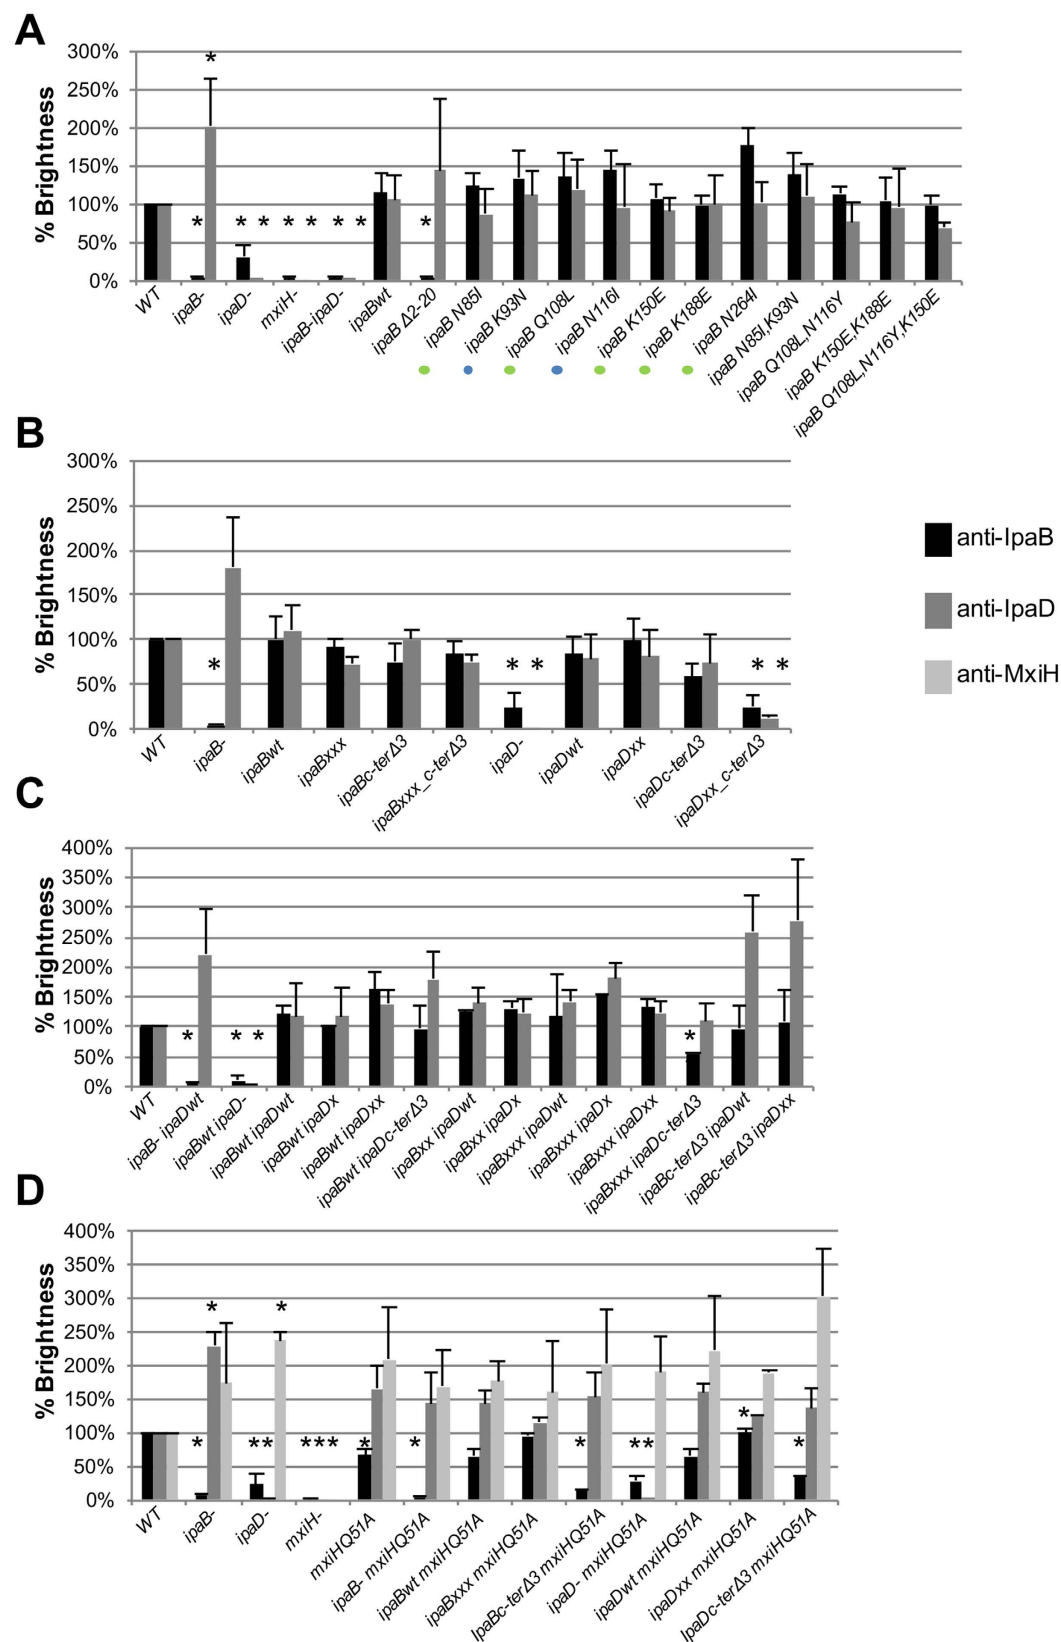 A
300%
250%
200%
150%
100%
50%
0%
% Brightness
*
* * * * * * * *
WT
ipaB-
ipaD-
mxiH-
ipaB-ipaD-
ipaBwt
ipaB Δ2-20
ipaB N85I
ipaB K93N
ipaB Q108L
ipaB N116I
ipaB K150E
ipaB K188E
ipaB N264I
ipaB N85I,K93N
ipaB Q108L,N116Y
ipaB K150E,K188E
ipaB Q108L,N116Y,K150E
B
300%
250%
200%
150%
100%
50%
0%
% Brightness
* * * * *
WT
ipaB-
ipaBwt
ipaBxxx
ipaBc-terΔ3
ipaBxxx_c-terΔ3
ipaD-
ipaDwt
ipaDxx
ipaDc-terΔ3
ipaDxx_c-terΔ3
anti-IpaB
anti-IpaD
anti-MxiH
C
400%
350%
300%
250%
200%
150%
100%
50%
0%
% Brightness
* * * *
WT
ipaB- ipaDwt
ipaBwt ipaD-
ipaBwt ipaDwt
ipaBwt ipaDx
ipaBwt ipaDxx
ipaBwt ipaDc-terΔ3
ipaBxx ipaDwt
ipaBxx ipaDx
ipaBxxx ipaDwt
ipaBxxx ipaDx
ipaBxxx ipaDxx
ipaBxxx ipaDc-terΔ3
ipaBc-terΔ3 ipaDwt
ipaBc-terΔ3 ipaDxx
D
400%
350%
300%
250%
200%
150%
100%
50%
0%
% Brightness
* *
*
* ** *** * * * ** *
WT
ipaB-
ipaD-
mxiH-
mxiHQ51A
ipaB- mxiHQ51A
ipaBwt mxiHQ51A
ipaBxxx mxiHQ51A
IpaBc-terΔ3 mxiHQ51A
ipaD- mxiHQ51A
ipaDwt mxiHQ51A
ipaDxx mxiHQ51A
IpaDc-terΔ3 mxiHQ51A